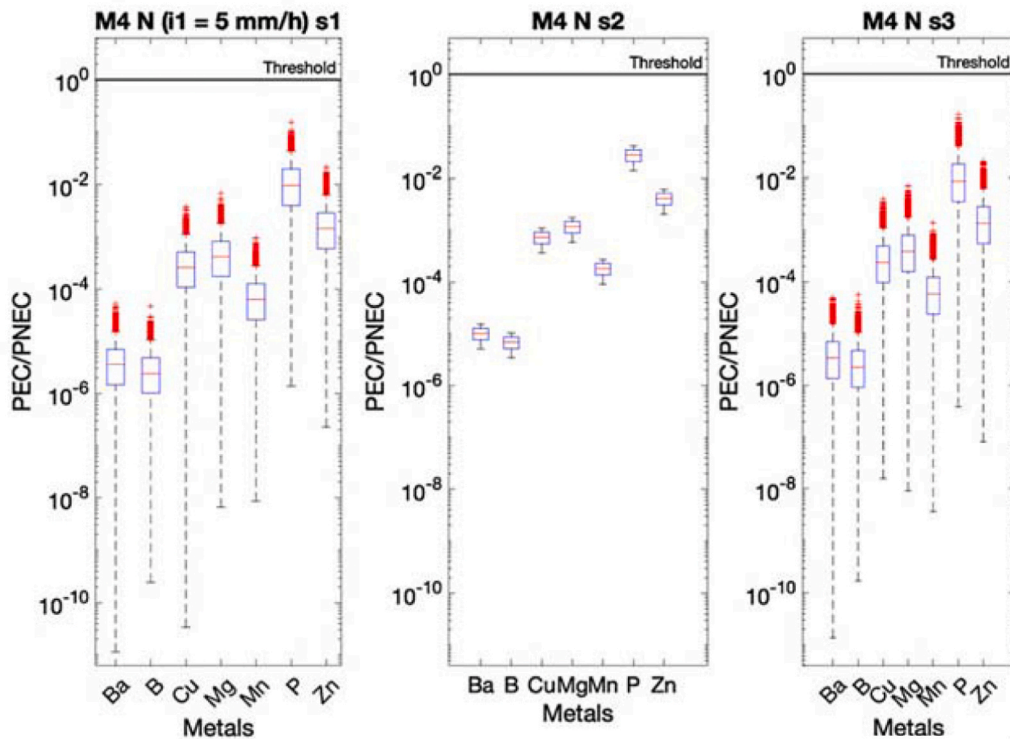 M4 N (i1 = 5 mm/h) s1
Threshold
10^0
10^-2
10^-4
10^-6
10^-8
10^-10
PEC/PNEC
Ba
B
Cu
Mg
Mn
P
Zn
Metals
M4 N s2
Threshold
10^0
10^-2
10^-4
10^-6
10^-8
10^-10
PEC/PNEC
Ba B CuMgMn P Zn
Metals
M4 N s3
Threshold
10^0
10^-2
10^-4
10^-6
10^-8
10^-10
PEC/PNEC
Ba
B
Cu
Mg
Mn
P
Zn
Metals